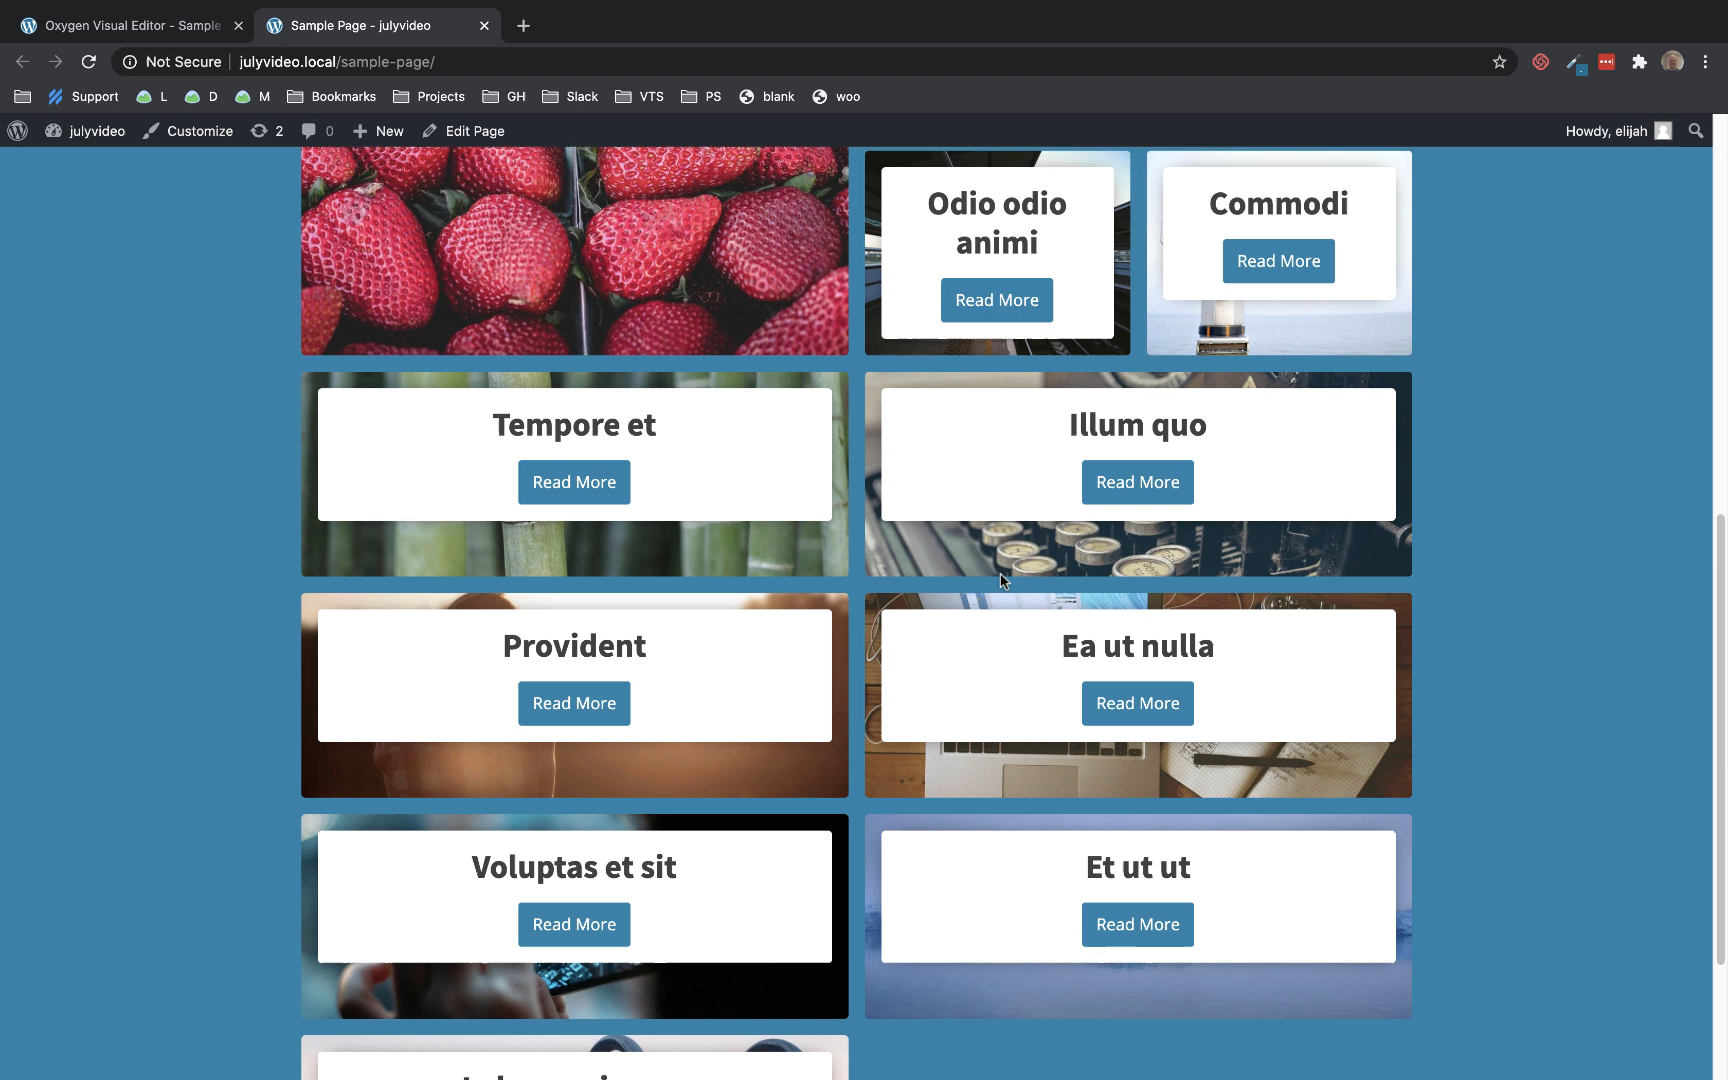 Oxygen Visual Editor - Sample
Sample Page - julyvideo
Not Secure julyvideo.local/sample-page/
Support L D M Bookmarks Projects GH Slack VTS PS blank woo
julyvideo Customize 2 0 New Edit Page Howdy, elijah
Odio odio
animi
Read More
Commodi
Read More
Tempore et
Read More
Illum quo
Read More
Provident
Read More
Ea ut nulla
Read More
Voluptas et sit
Read More
Et ut ut
Read More